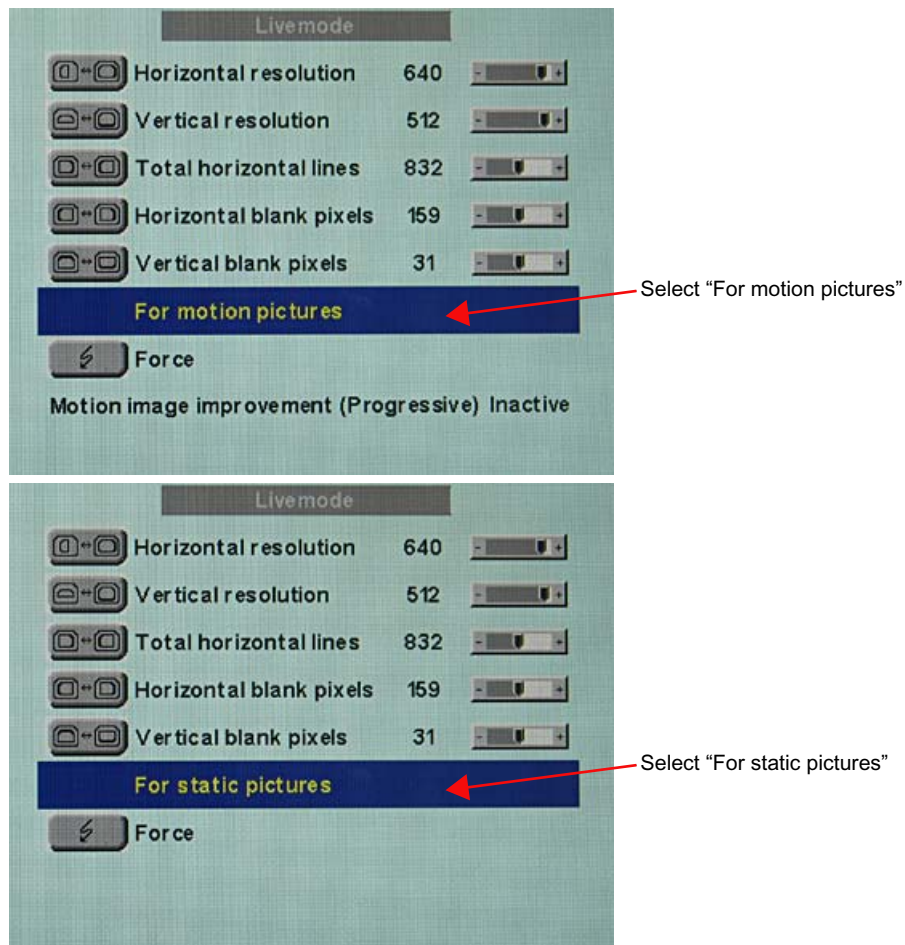 Livemode
Horizontal resolution 640 - +
Vertical resolution 512 - +
Total horizontal lines 832 - +
Horizontal blank pixels 159 - +
Vertical blank pixels 31 - +
For motion pictures
Select “For motion pictures”
Force
Motion image improvement (Progressive) Inactive
Livemode
Horizontal resolution 640 - +
Vertical resolution 512 - +
Total horizontal lines 832 - +
Horizontal blank pixels 159 - +
Vertical blank pixels 31 - +
For static pictures
Select “For static pictures”
Force